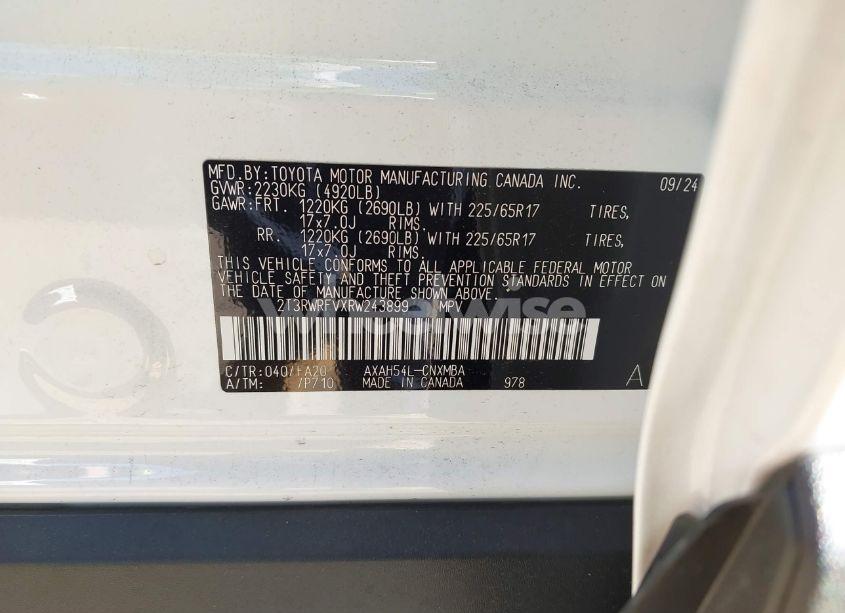 MFD.BY:TOYOTA MOTOR MANUFACTURING CANADA INC. 09/24
GVWR:2230KG (4920LB)
GAWR:FRT. 1220KG (2690LB) WITH 225/65R17 TIRES,
17x7.0J RIMS.
RR. 1220KG (2690LB) WITH 225/65R17 TIRES,
17x7.0J RIMS.
THIS VEHICLE CONFORMS TO ALL APPLICABLE FEDERAL MOTOR
VEHICLE SAFETY AND THEFT PREVENTION STANDARDS IN EFFECT ON
THE DATE OF MANUFACTURE SHOWN ABOVE.
2T3RWRFVXRW243899 MPV
C/TR:040/FA20 AXAH54L-CNXMBA
A/TM: /P710 MADE IN CANADA 978 A